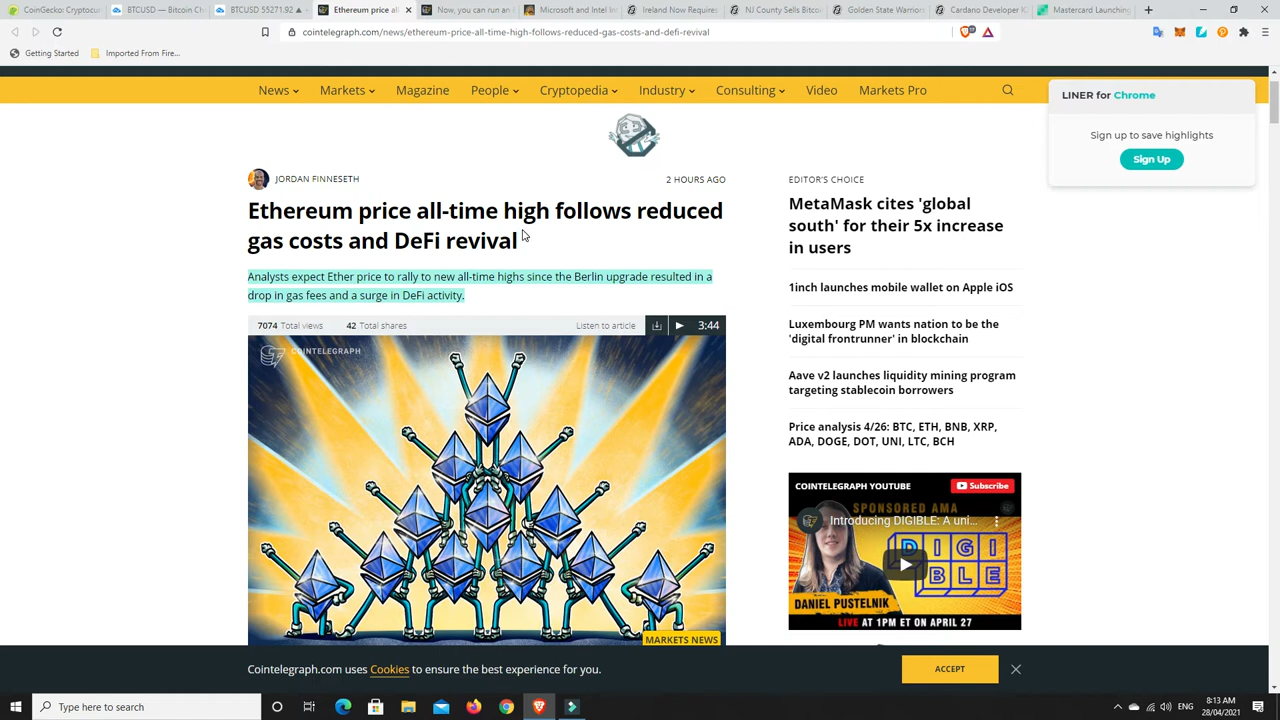 CoinGecko: Cryptocu
BTCUSD — Bitcoin Ch
BTCUSD 55271.92 ▲
Ethereum price al
Now, you can run an
Microsoft and Intel Int
Ireland Now Requires
NJ County Sells Bitco
Golden State Warriors
Cardano Developer IO
Mastercard Launching
cointelegraph.com/news/ethereum-price-all-time-high-follows-reduced-gas-costs-and-defi-revival
Getting Started
Imported From Fire...
News
Markets
Magazine
People
Cryptopedia
Industry
Consulting
Video
Markets Pro
LINER for Chrome
Sign up to save highlights
Sign Up
JORDAN FINNESETH
2 HOURS AGO
Ethereum price all-time high follows reduced
gas costs and DeFi revival
Analysts expect Ether price to rally to new all-time highs since the Berlin upgrade resulted in a
drop in gas fees and a surge in DeFi activity.
7074 Total views
42 Total shares
Listen to article
3:44
COINTELEGRAPH
MARKETS NEWS
EDITOR'S CHOICE
MetaMask cites 'global
south' for their 5x increase
in users
1inch launches mobile wallet on Apple iOS
Luxembourg PM wants nation to be the
'digital frontrunner' in blockchain
Aave v2 launches liquidity mining program
targeting stablecoin borrowers
Price analysis 4/26: BTC, ETH, BNB, XRP,
ADA, DOGE, DOT, UNI, LTC, BCH
COINTELEGRAPH YOUTUBE
Subscribe
SPONSORED AMA
Introducing DIGIBLE: A uni...
DIGI
BLE
DANIEL PUSTELNIK
LIVE AT 1PM ET ON APRIL 27
Cointelegraph.com uses Cookies to ensure the best experience for you.
ACCEPT
Type here to search
ENG
8:13 AM
28/04/2021